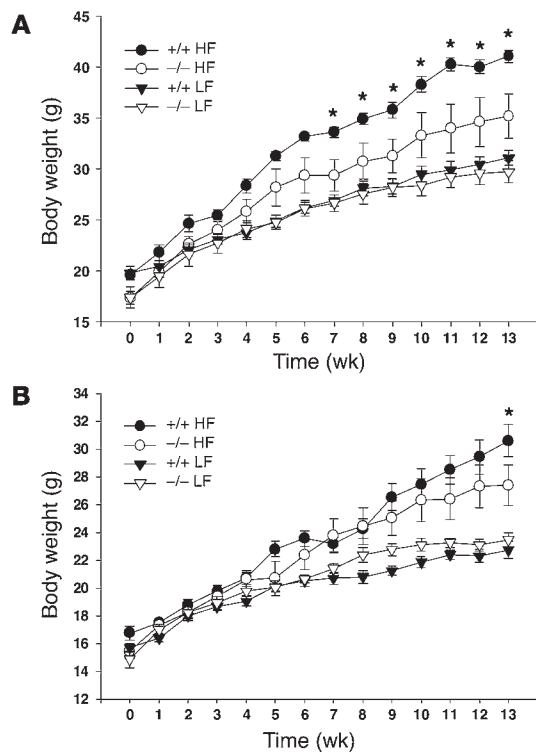 A
+/+ HF
−/− HF
+/+ LF
−/− LF
Body weight (g)
45
40
35
30
25
20
15
* * * * * * *
0 1 2 3 4 5 6 7 8 9 10 11 12 13
Time (wk)
B
+/+ HF
−/− HF
+/+ LF
−/− LF
Body weight (g)
34
32
30
28
26
24
22
20
18
16
14
12
*
0 1 2 3 4 5 6 7 8 9 10 11 12 13
Time (wk)